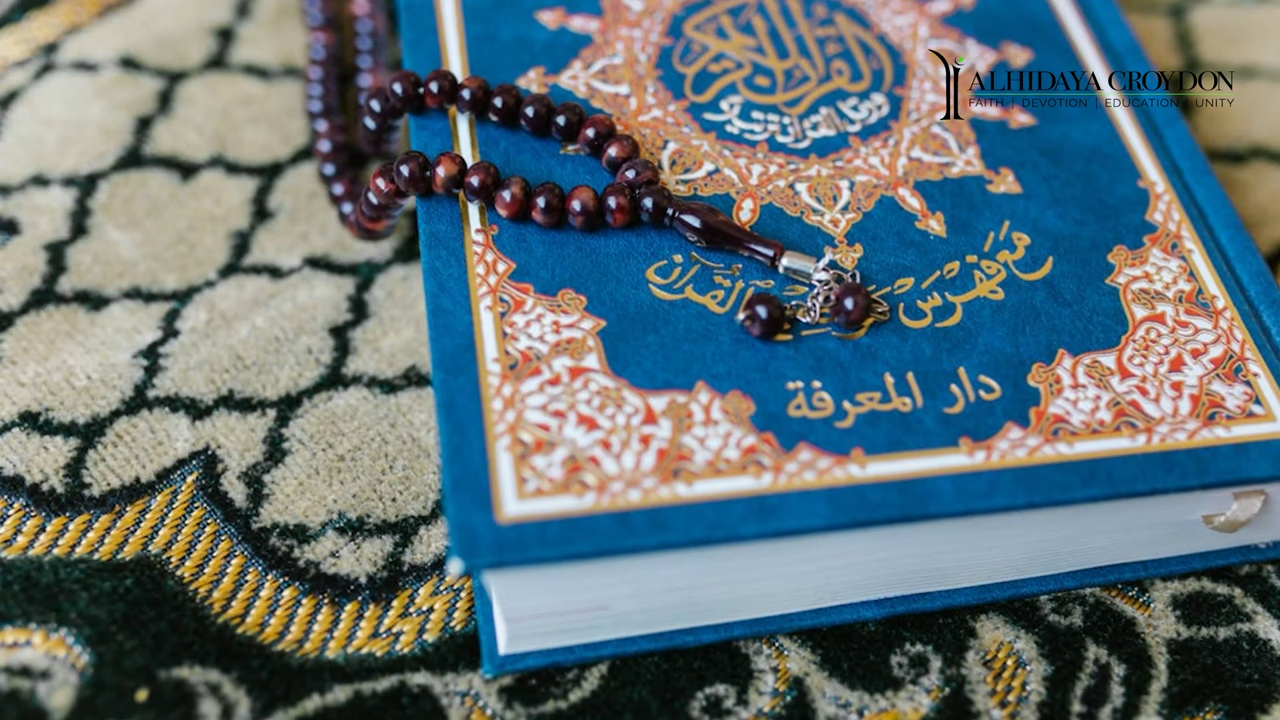 ALHIDAYA CROYDON
FAITH | DEVOTION | EDUCATION | UNITY
القرآن الكريم
ورتل القرآن ترتيلا
مع فهرس القرآن
دار المعرفة